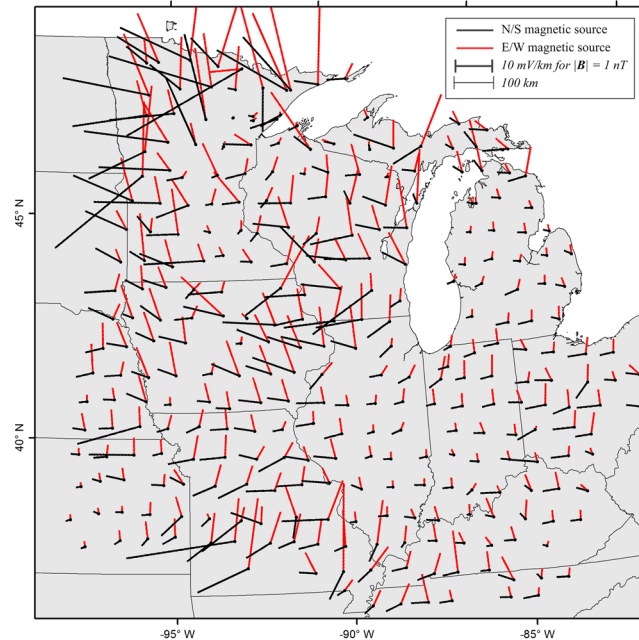 N/S magnetic source
E/W magnetic source
10 mV/km for |B| = 1 nT
100 km
45° N
40° N
-95° W
-90° W
-85° W